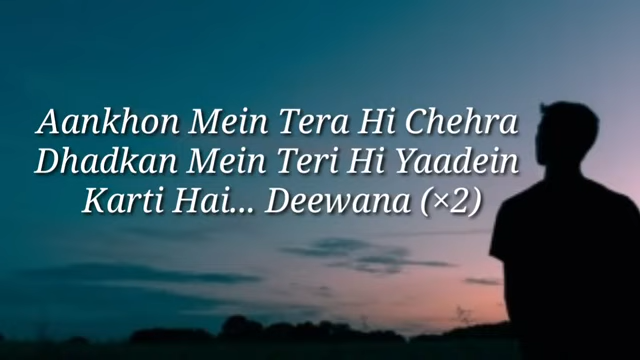 Aankhon Mein Tera Hi Chehra
Dhadkan Mein Teri Hi Yaadein
Karti Hai... Deewana (×2)